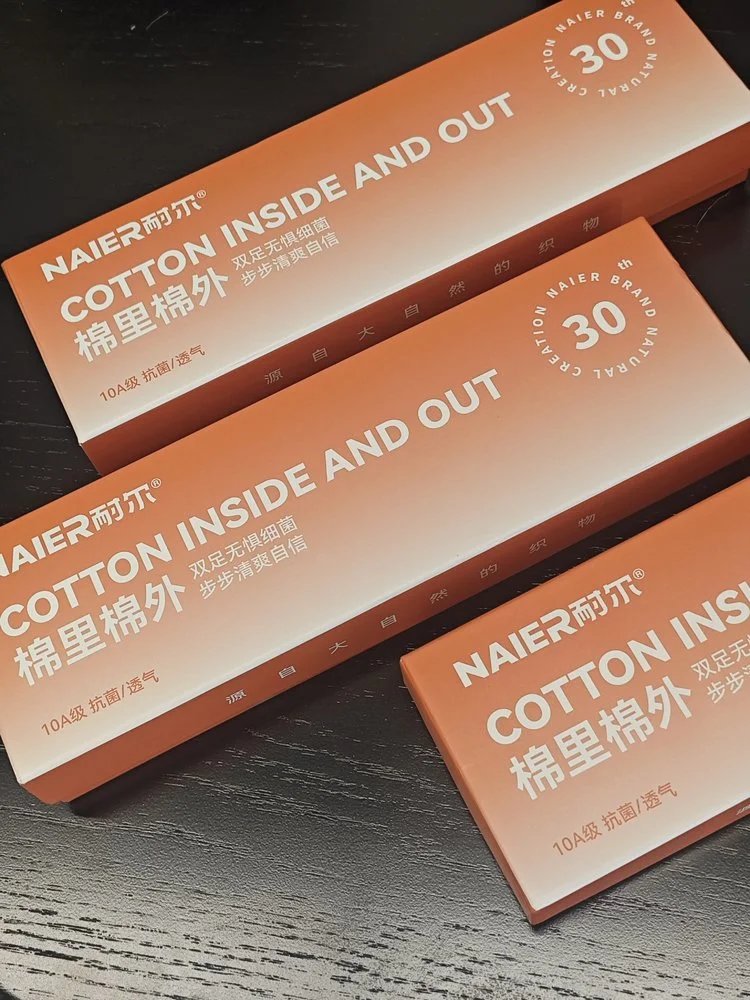 NAIER耐尔®
COTTON INSIDE AND OUT
棉里棉外
双足无惧细菌
步步清爽自信
10A级 抗菌/透气
源自大自然的织物
30th
NAIER BRAND NATURAL CREATION
NAIER耐尔®
COTTON INSIDE AND OUT
棉里棉外
双足无惧细菌
步步清爽自信
10A级 抗菌/透气
源自大自然的织物
30th
NAIER BRAND NATURAL CREATION
NAIER耐尔®
COTTON INS
棉里棉外
双足无
步步清
10A级 抗菌/透气